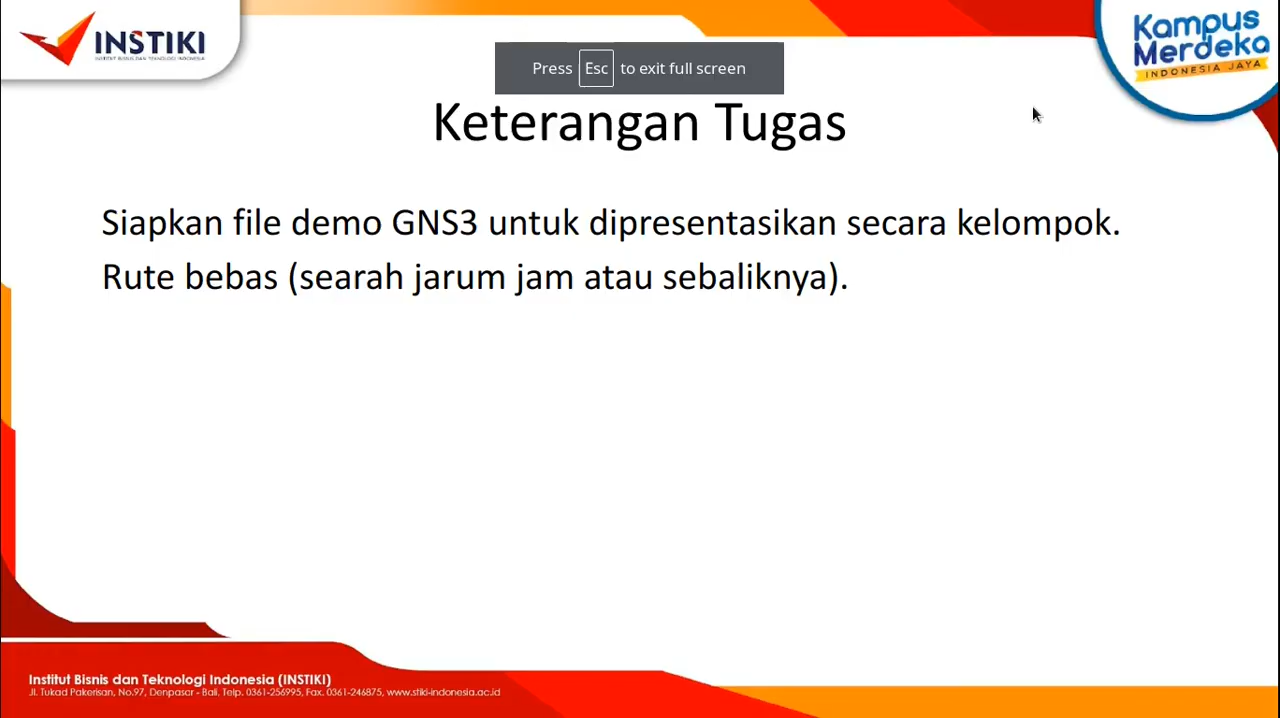 INSTIKI
INSTITUT BISNIS DAN TEKNOLOGI INDONESIA
Kampus
Merdeka
INDONESIA JAYA
Press Esc to exit full screen
Keterangan Tugas
Siapkan file demo GNS3 untuk dipresentasikan secara kelompok.
Rute bebas (searah jarum jam atau sebaliknya).
Institut Bisnis dan Teknologi Indonesia (INSTIKI)
Jl. Tukad Pakerisan, No.97, Denpasar - Bali, Telp. 0361-256995, Fax. 0361-246875, www.stiki-indonesia.ac.id